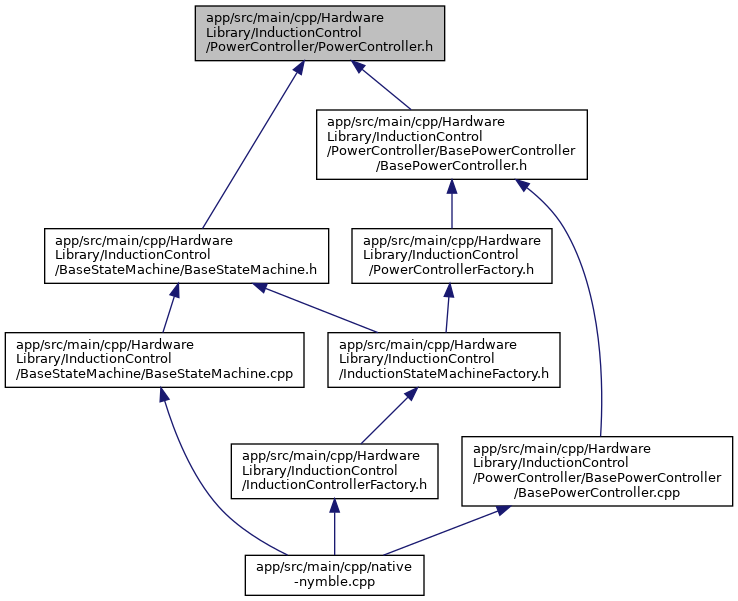 app/src/main/cpp/Hardware
Library/InductionControl
/PowerController/PowerController.h
app/src/main/cpp/Hardware
Library/InductionControl
/PowerController/BasePowerController
/BasePowerController.h
app/src/main/cpp/Hardware
Library/InductionControl
/BaseStateMachine/BaseStateMachine.h
app/src/main/cpp/Hardware
Library/InductionControl
/PowerControllerFactory.h
app/src/main/cpp/Hardware
Library/InductionControl
/BaseStateMachine/BaseStateMachine.cpp
app/src/main/cpp/Hardware
Library/InductionControl
/InductionStateMachineFactory.h
app/src/main/cpp/Hardware
Library/InductionControl
/InductionControllerFactory.h
app/src/main/cpp/Hardware
Library/InductionControl
/PowerController/BasePowerController
/BasePowerController.cpp
app/src/main/cpp/native
-nymble.cpp